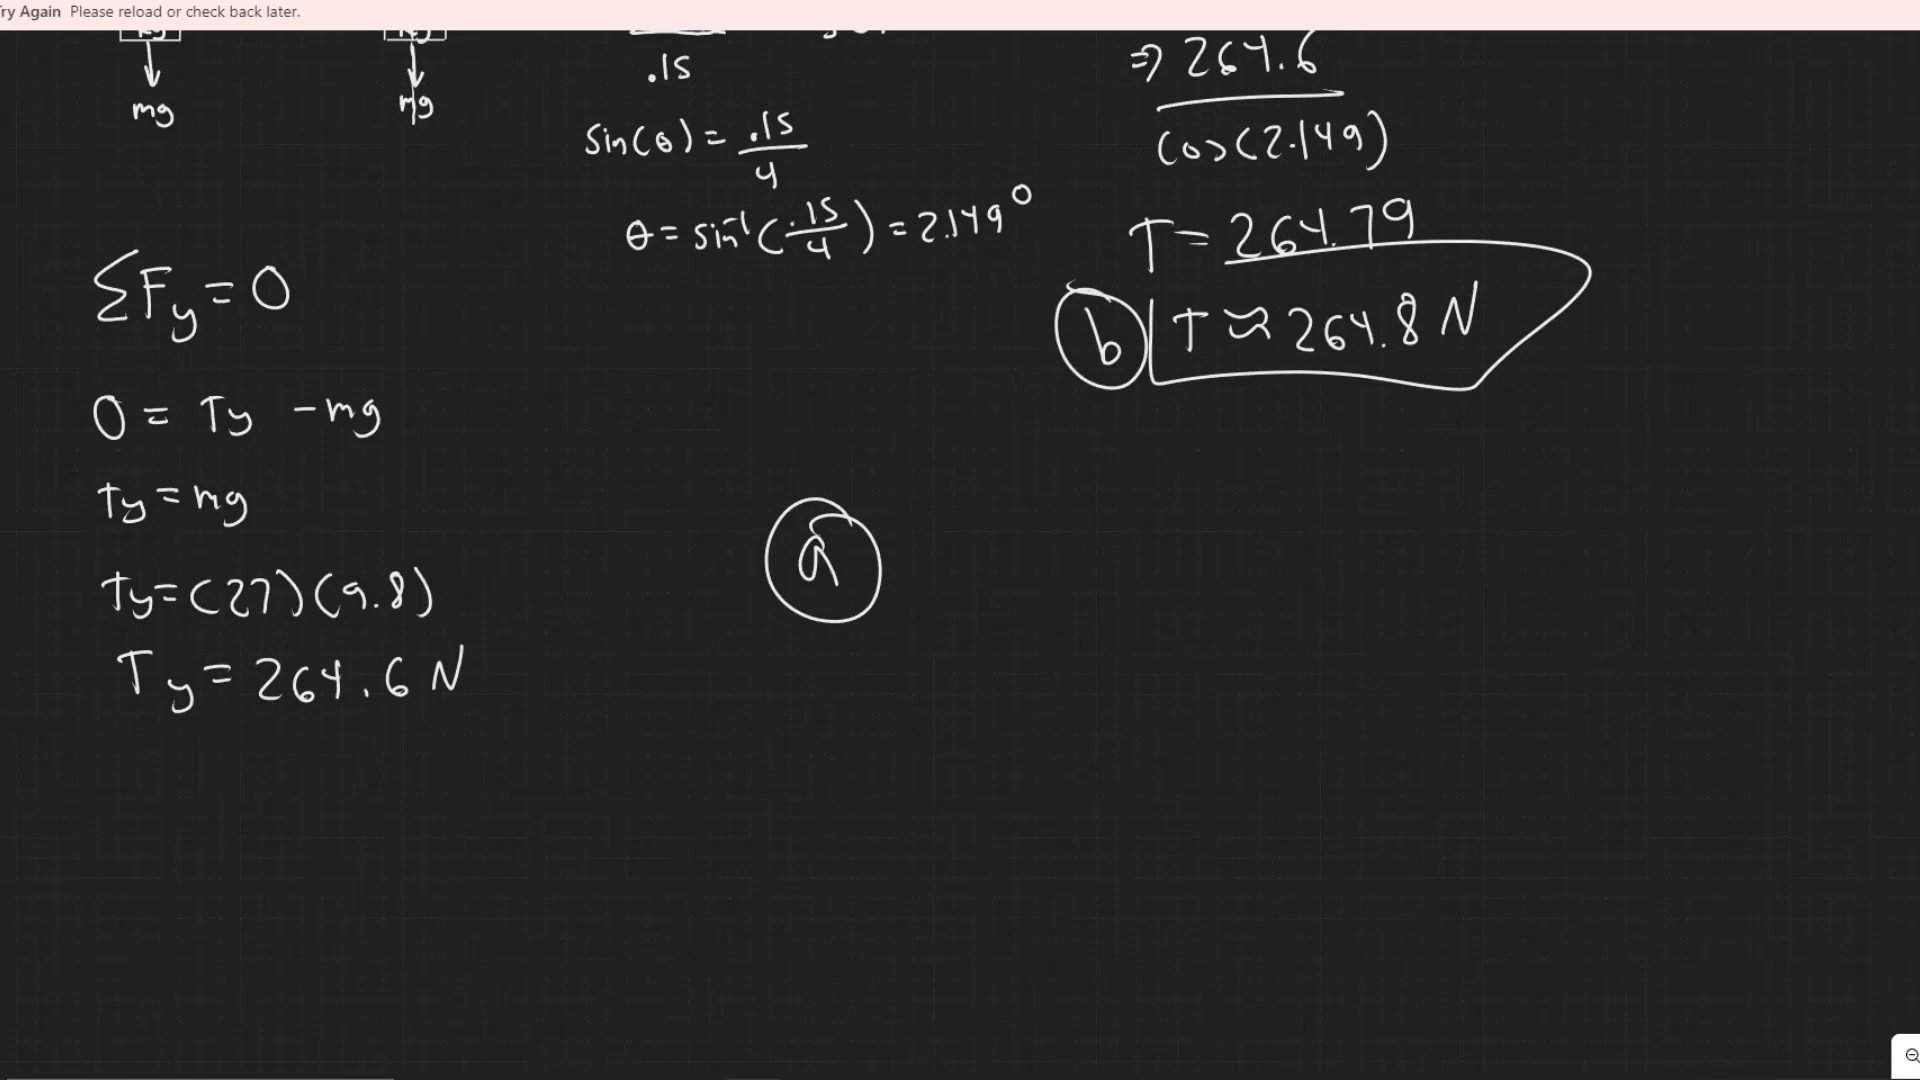 ry Again Please reload or check back later.
mg
mg
.15
sin(θ) = .15/4
θ = sin⁻¹(.15/4) = 2.149°
⇒ 264.6
cos(2.149)
T = 264.79
b T ≈ 264.8 N
ΣFy = 0
0 = Ty - mg
Ty = mg
Ty = (27)(9.8)
Ty = 264.6 N
a